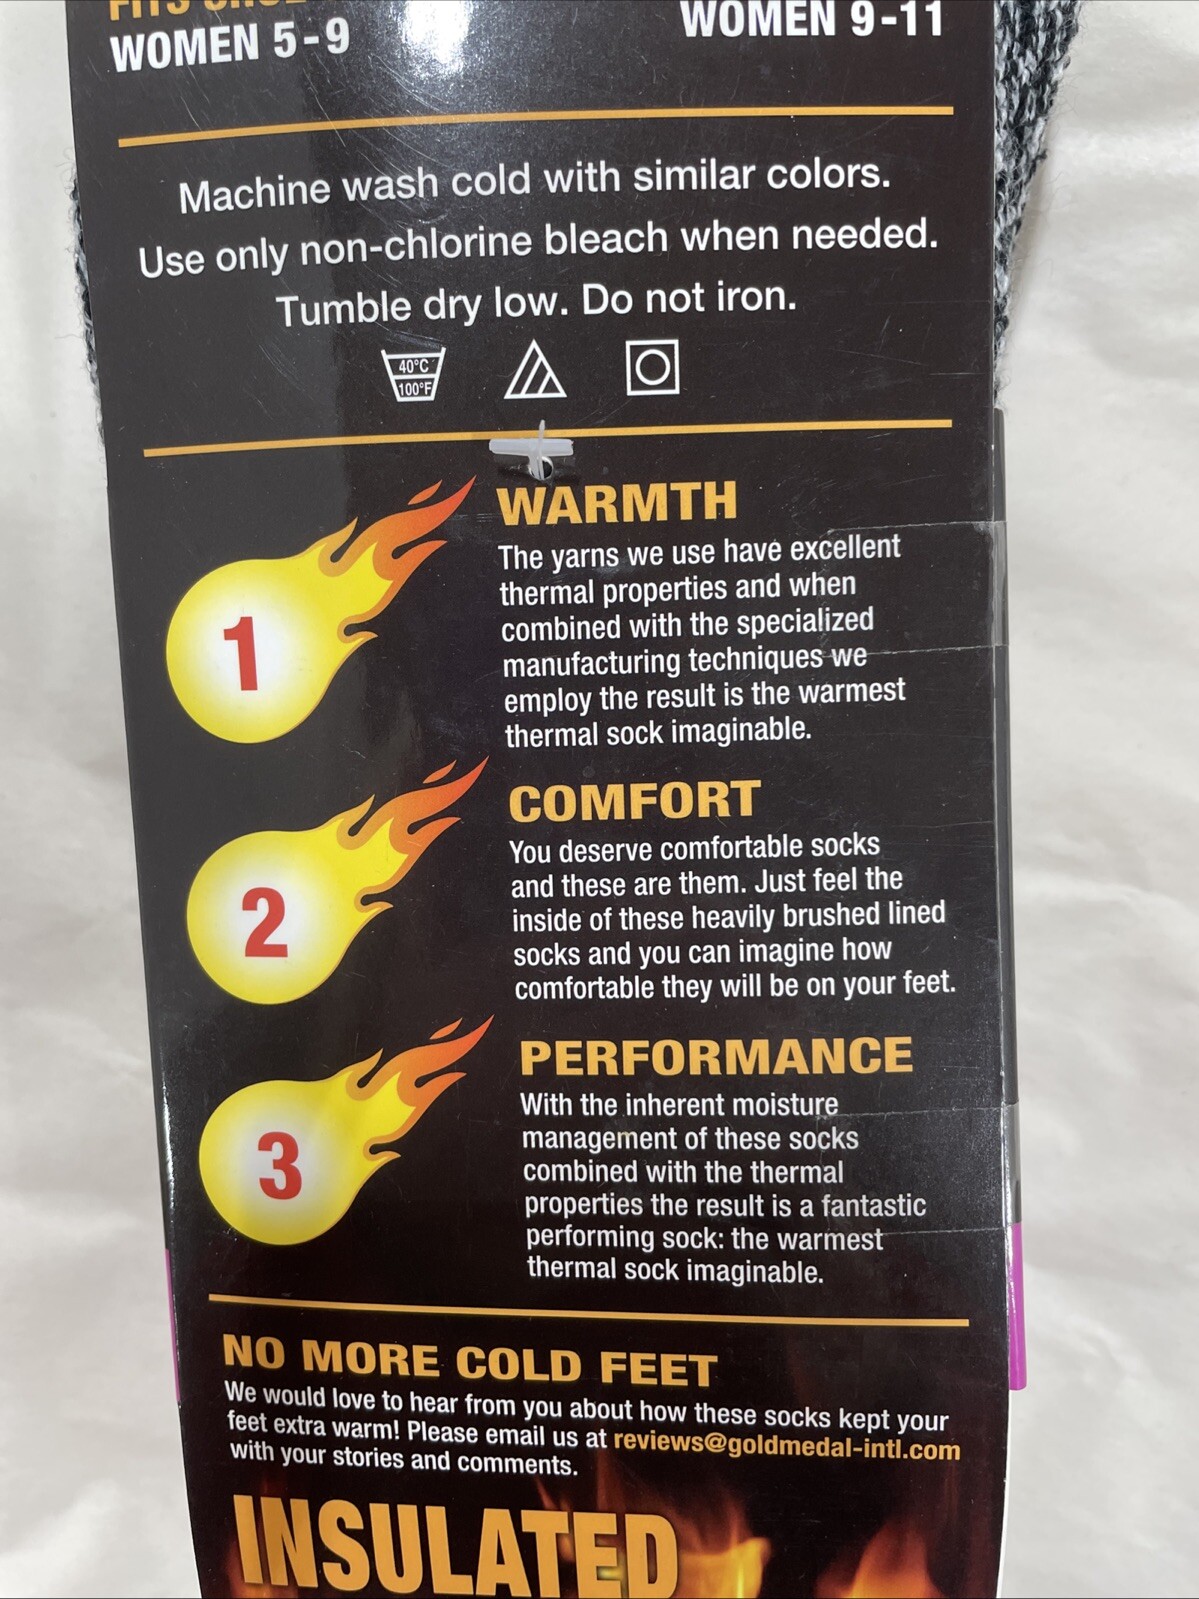 FITS SHOE
WOMEN 5-9
WOMEN 9-11
Machine wash cold with similar colors.
Use only non-chlorine bleach when needed.
Tumble dry low. Do not iron.
40°C
100°F
1
WARMTH
The yarns we use have excellent
thermal properties and when
combined with the specialized
manufacturing techniques we
employ the result is the warmest
thermal sock imaginable.
2
COMFORT
You deserve comfortable socks
and these are them. Just feel the
inside of these heavily brushed lined
socks and you can imagine how
comfortable they will be on your feet.
3
PERFORMANCE
With the inherent moisture
management of these socks
combined with the thermal
properties the result is a fantastic
performing sock: the warmest
thermal sock imaginable.
NO MORE COLD FEET
We would love to hear from you about how these socks kept your
feet extra warm! Please email us at reviews@goldmedal-intl.com
with your stories and comments.
INSULATED